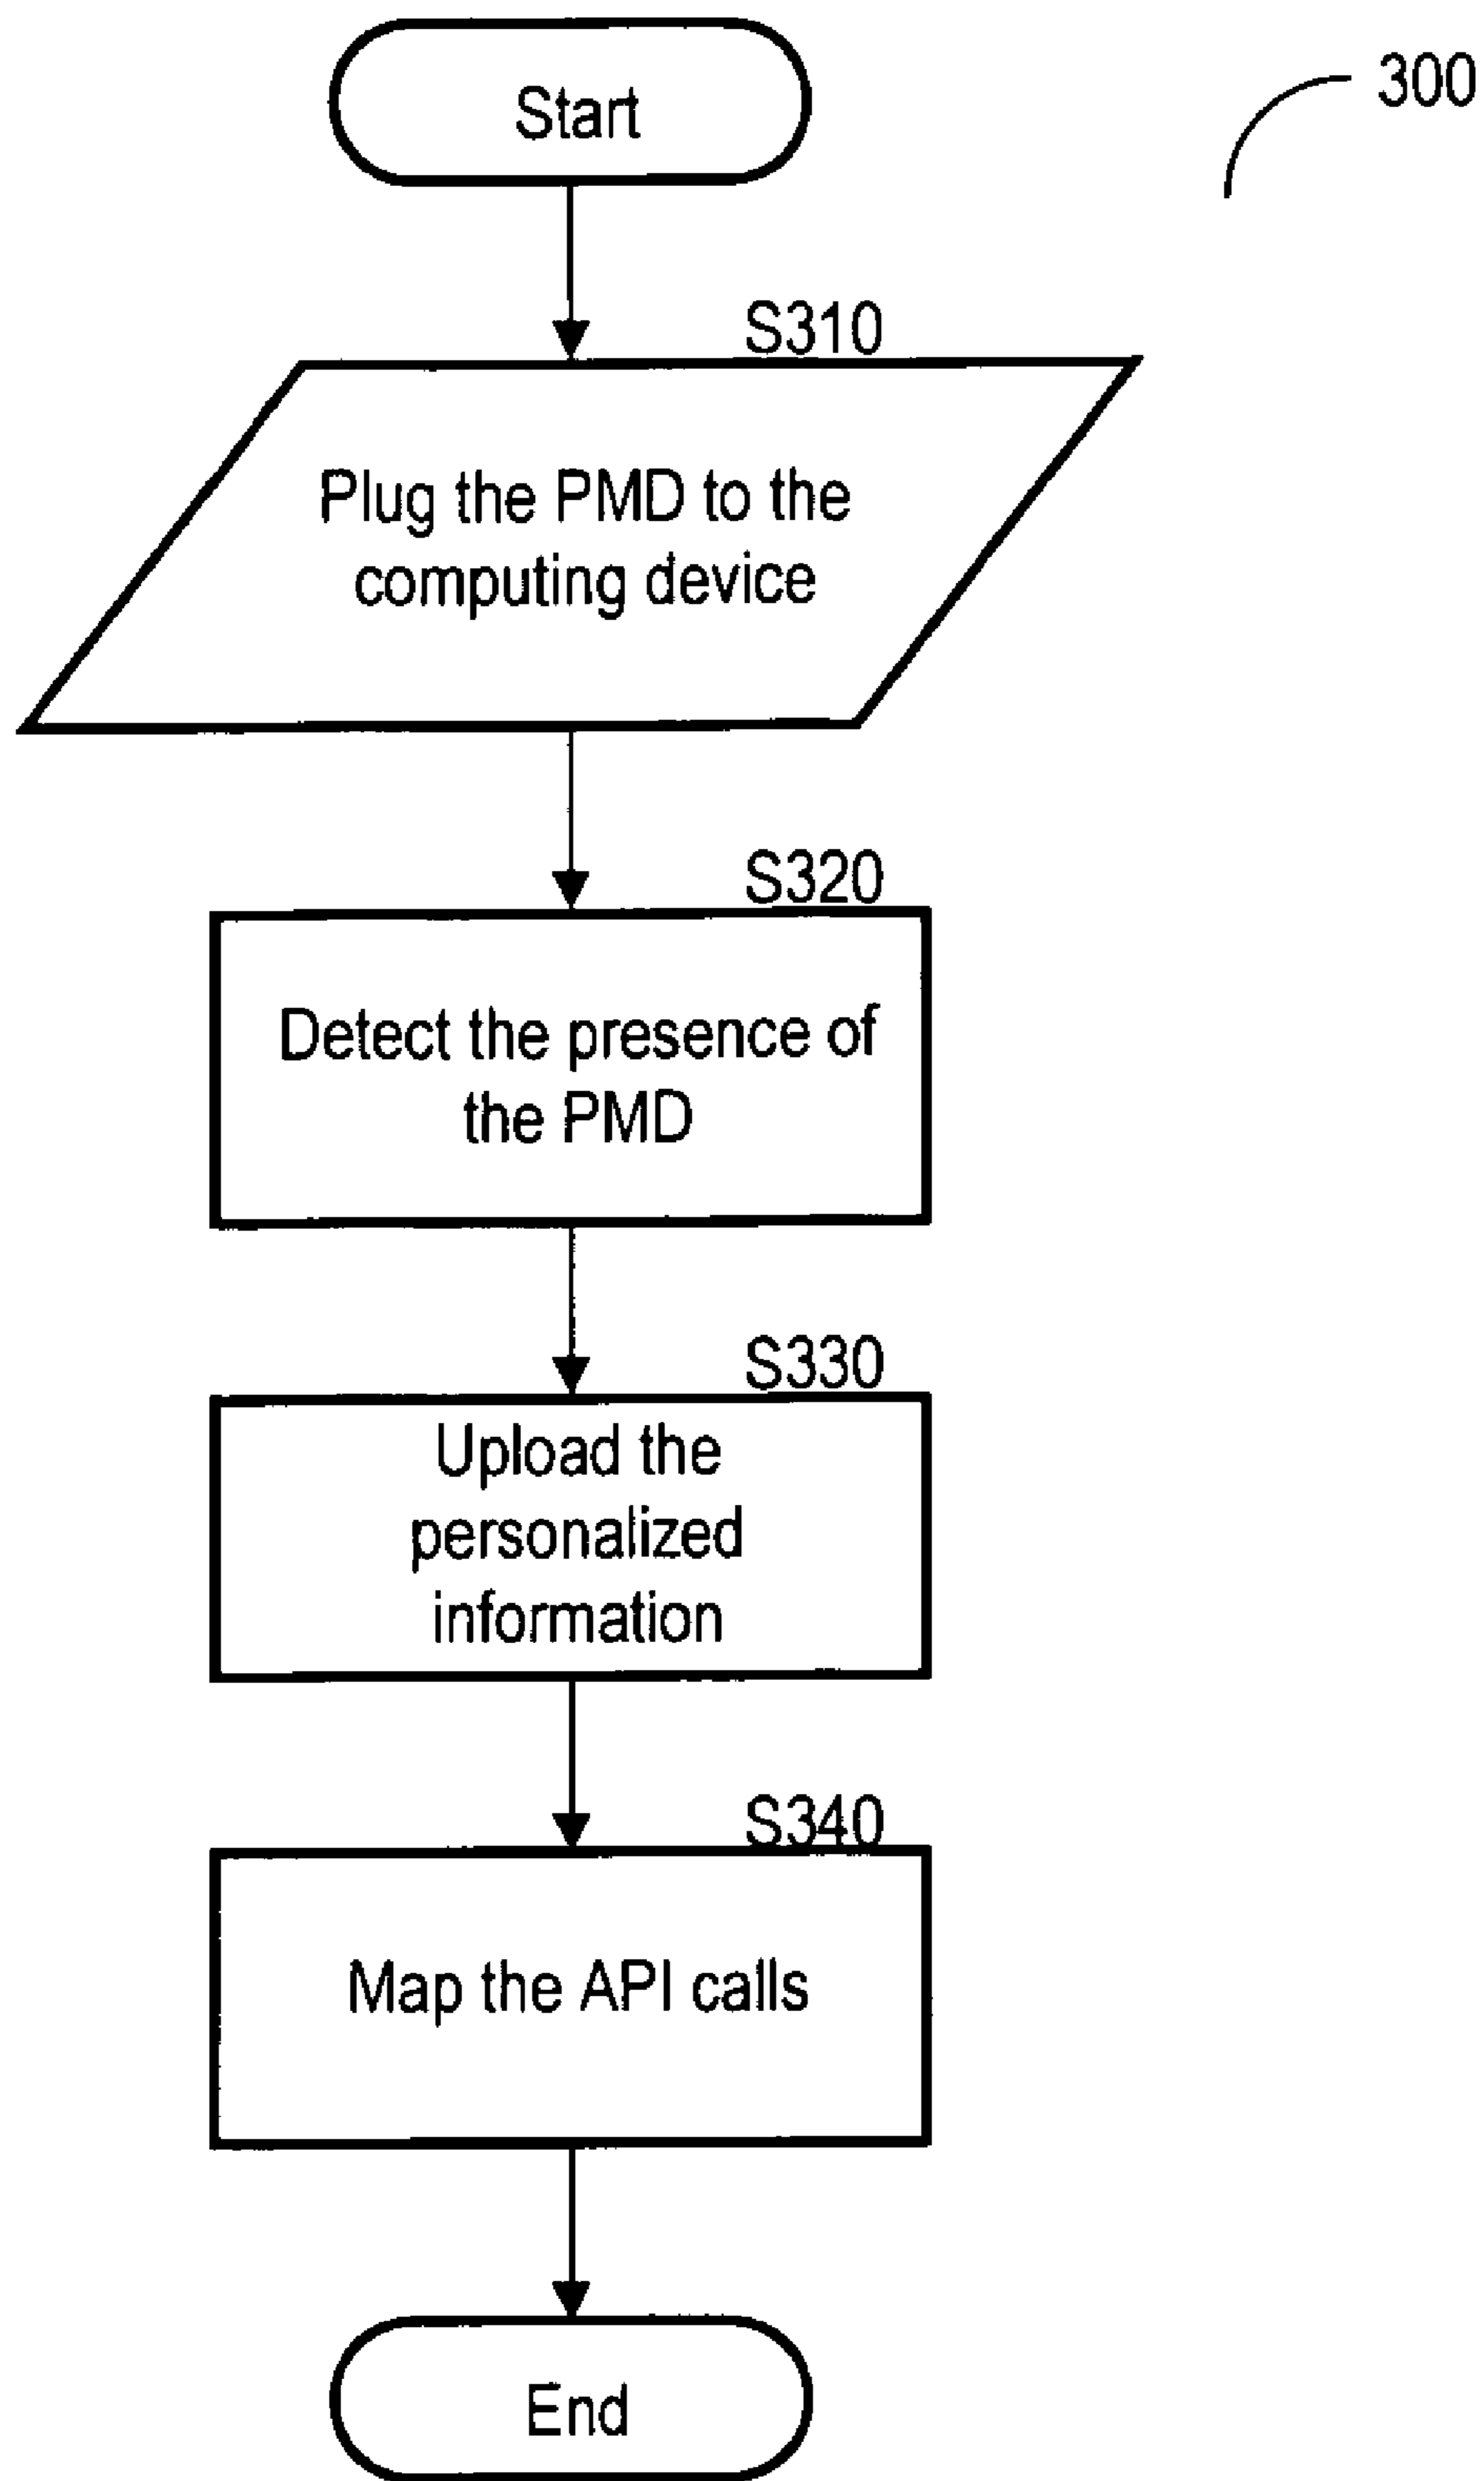 Start
300
S310
Plug the PMD to the
computing device
S320
Detect the presence of
the PMD
S330
Upload the
personalized
information
S340
Map the API calls
End